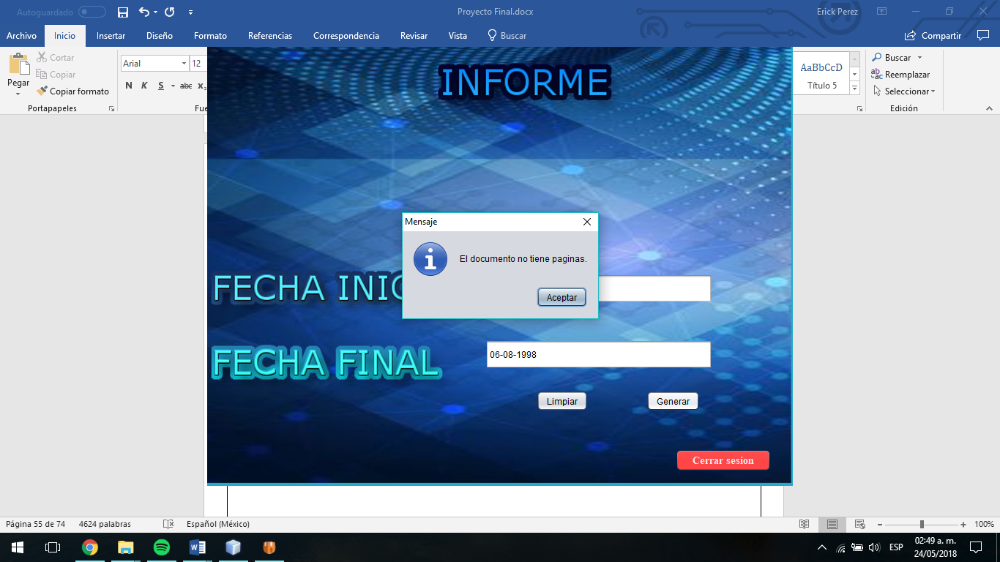 Autoguardado
Proyecto Final.docx
Erick Perez
Archivo Inicio Insertar Diseño Formato Referencias Correspondencia Revisar Vista Buscar Compartir
Pegar
Cortar
Copiar
Copiar formato
Portapapeles
Arial 12
N K S abc x
Fue
AaBbCcD
Título 5
Buscar
Reemplazar
Seleccionar
Edición
INFORME
Mensaje
El documento no tiene paginas.
Aceptar
FECHA INIC
FECHA FINAL
06-08-1998
Limpiar Generar
Cerrar sesion
Página 55 de 74 4624 palabras Español (México) 100%
ESP
02:49 a. m.
24/05/2018